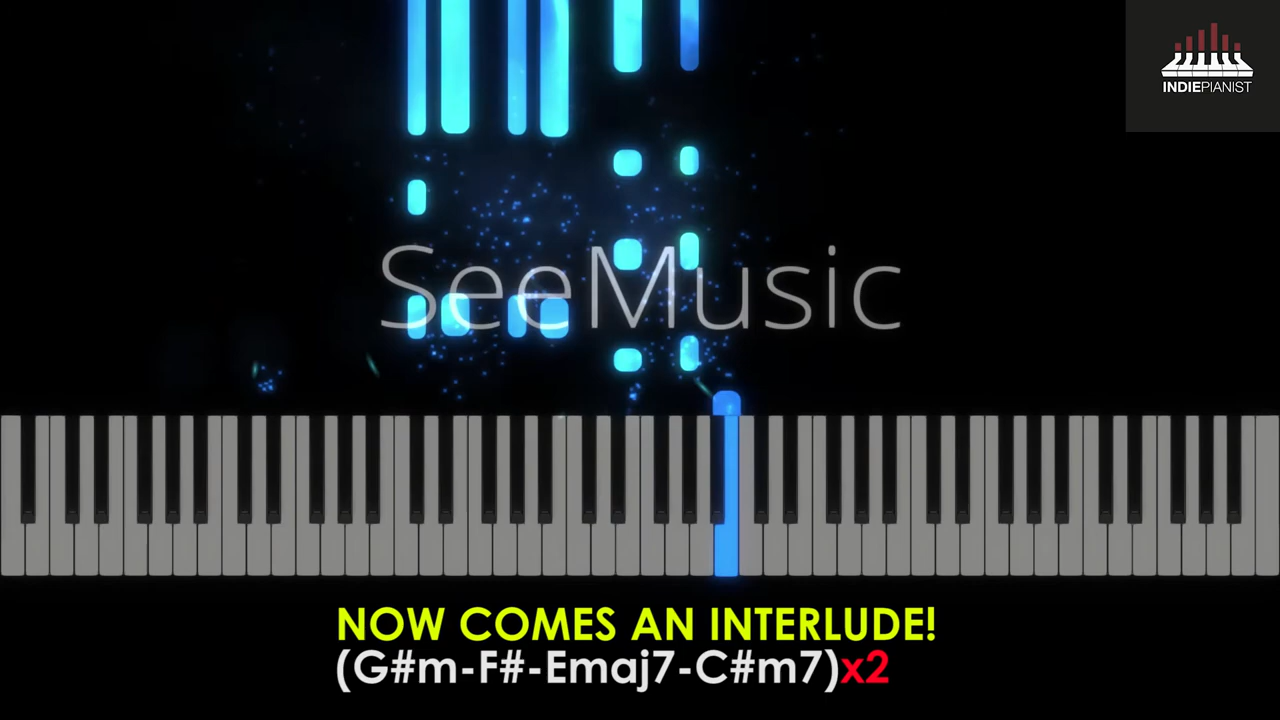 INDIEPIANIST
SeeMusic
NOW COMES AN INTERLUDE!
(G#m-F#-Emaj7-C#m7)x2